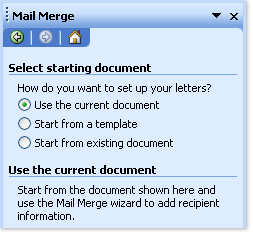 Mail Merge
Select starting document
How do you want to set up your letters?
Use the current document
Start from a template
Start from existing document
Use the current document
Start from the document shown here and
use the Mail Merge wizard to add recipient
information.